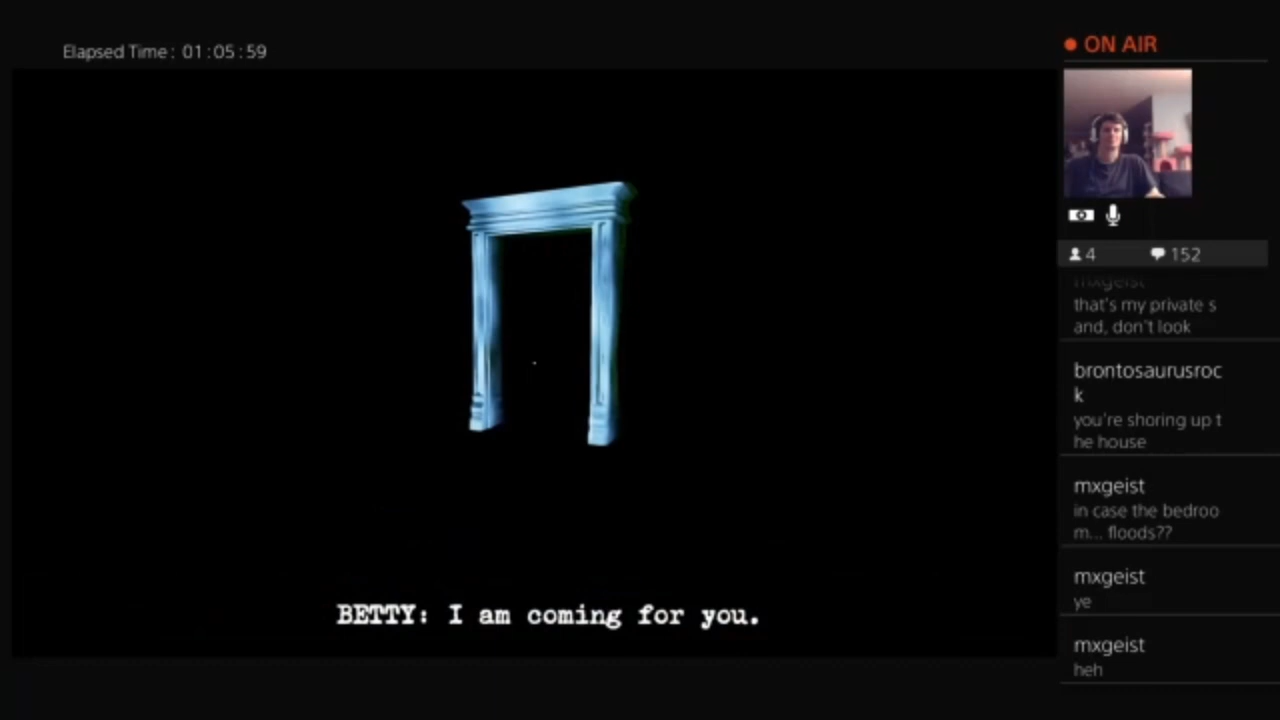 Elapsed Time: 01:05:59
ON AIR
4 152
mxgeist
that's my private s
and, don't look
brontosaurusroc
k
you're shoring up t
he house
mxgeist
in case the bedroo
m... floods??
mxgeist
ye
mxgeist
heh
BETTY: I am coming for you.